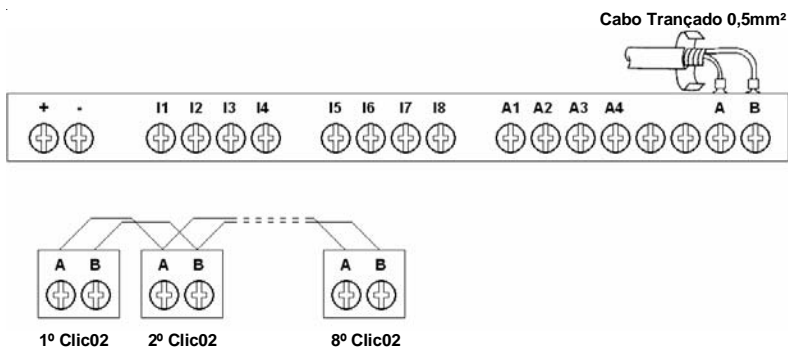 Cabo Trançado 0,5mm²
+ - I1 I2 I3 I4 I5 I6 I7 I8 A1 A2 A3 A4 A B
A B A B A B
1º Clic02 2º Clic02 8º Clic02